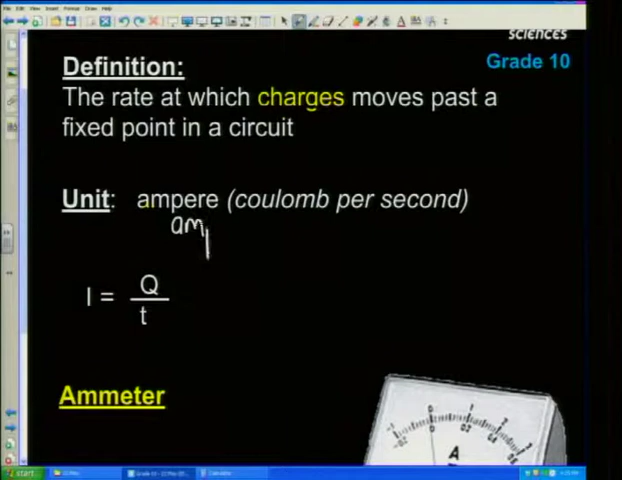 SCIENCES
Grade 10
Definition:
The rate at which charges moves past a
fixed point in a circuit
Unit: ampere (coulomb per second)
am
I = Q
t
Ammeter
A
start